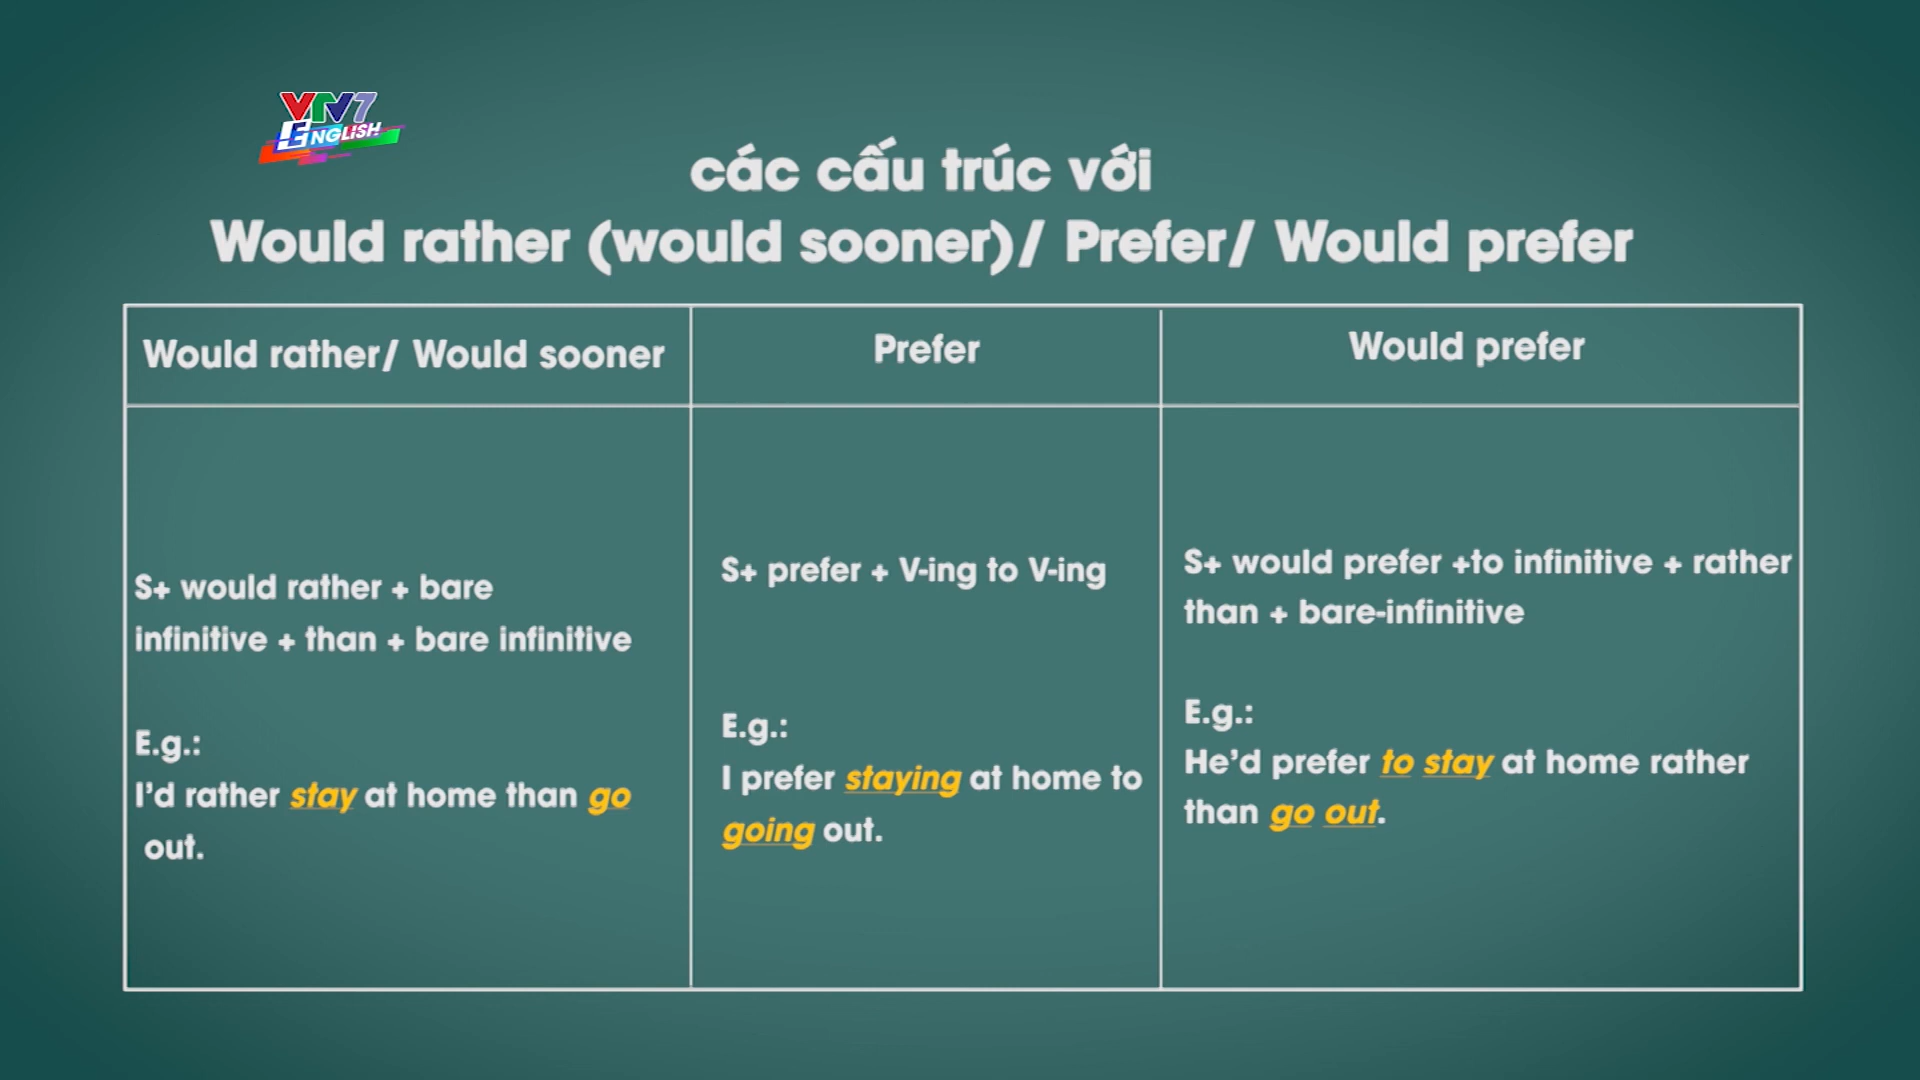 VTV7
ENGLISH
các cấu trúc với
Would rather (would sooner)/ Prefer/ Would prefer
Would rather/ Would sooner
Prefer
Would prefer
S+ would rather + bare
infinitive + than + bare infinitive
E.g.:
I'd rather stay at home than go
out.
S+ prefer + V-ing to V-ing
E.g.:
I prefer staying at home to
going out.
S+ would prefer +to infinitive + rather
than + bare-infinitive
E.g.:
He'd prefer to stay at home rather
than go out.